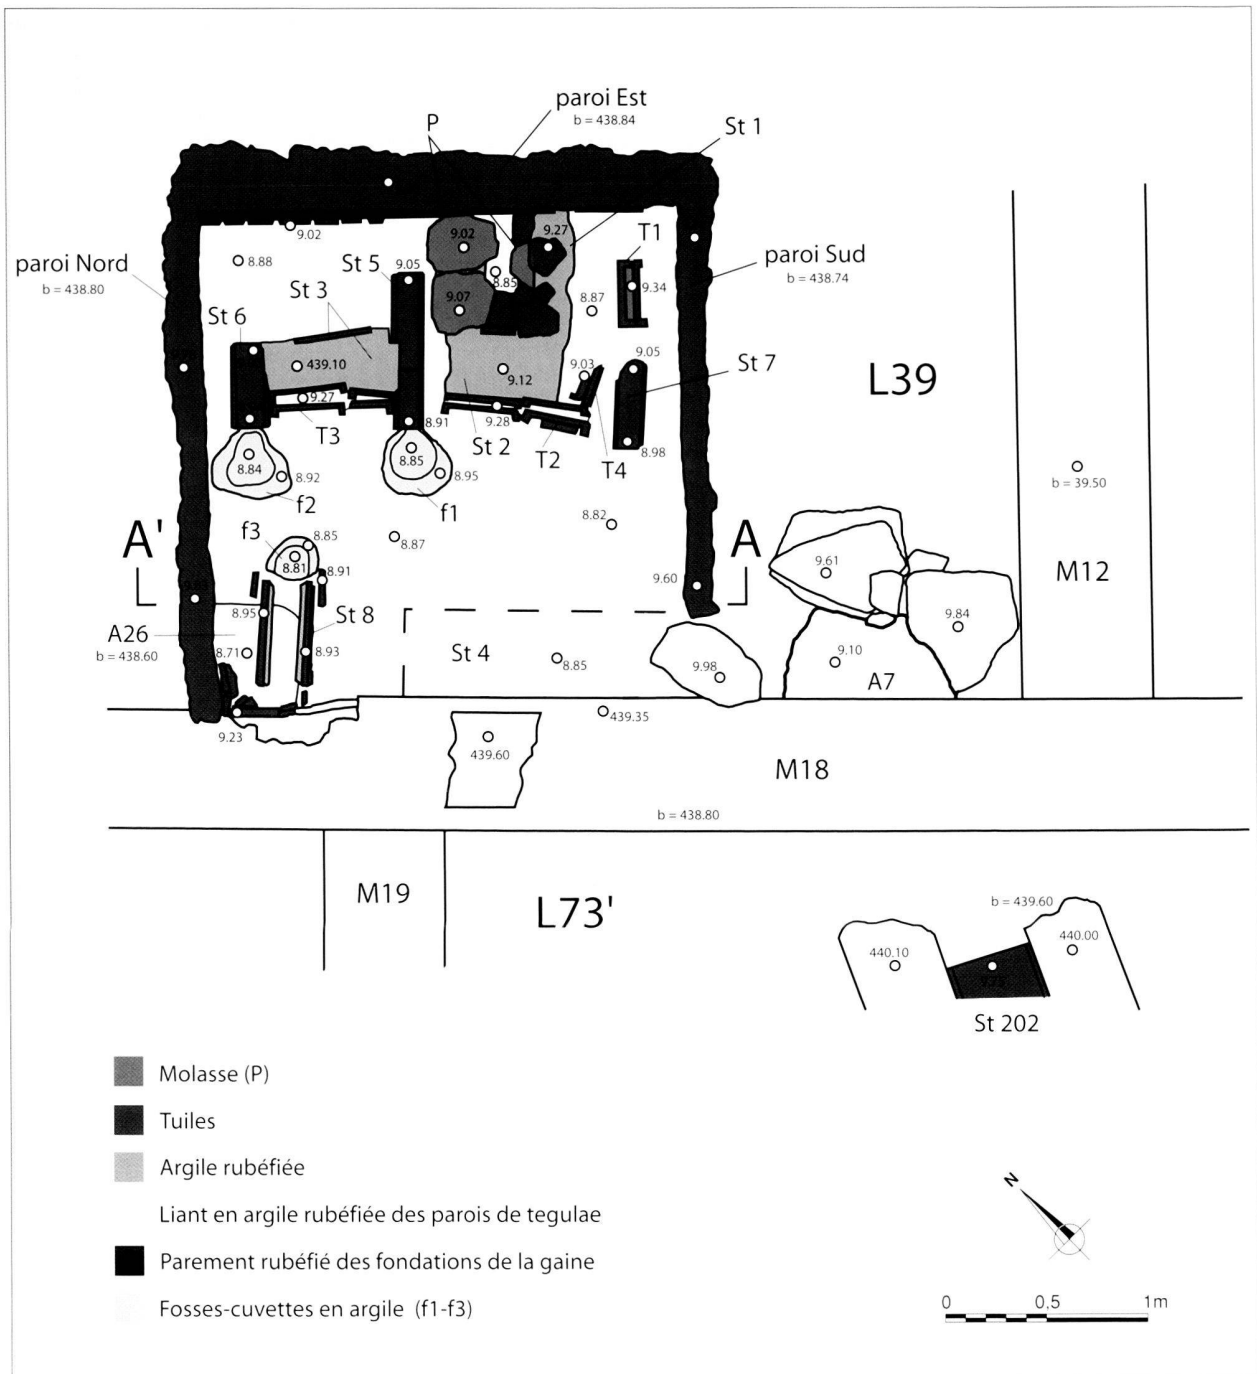 paroi Est
b = 438.84
P
St 1
T1
9.02
9.27
9.02
paroi Nord
b = 438.80
8.88
St 5
9.05
8.85
paroi Sud
b = 438.74
St 3
9.07
8.87
9.34
St 6
439.10
9.12
9.03
9.05
St 7
L39
9.27
T3
8.91
9.28
St 2
T2
T4
8.98
8.84
8.92
f2
8.85
8.95
f1
b = 39.50
A'
f3
8.85
8.81
8.91
8.87
8.82
A
9.60
9.61
M12
A26
b = 438.60
8.95
8.71
St 8
8.93
St 4
8.85
9.98
9.10
9.84
A7
9.23
439.35
439.60
M18
b = 438.80
M19
L73'
b = 439.60
440.10
440.00
St 202
Molasse (P)
Tuiles
Argile rubéfiée
Liant en argile rubéfiée des parois de tegulae
Parement rubéfié des fondations de la gaine
Fosses-cuvettes en argile (f1-f3)
N
0 0,5 1m